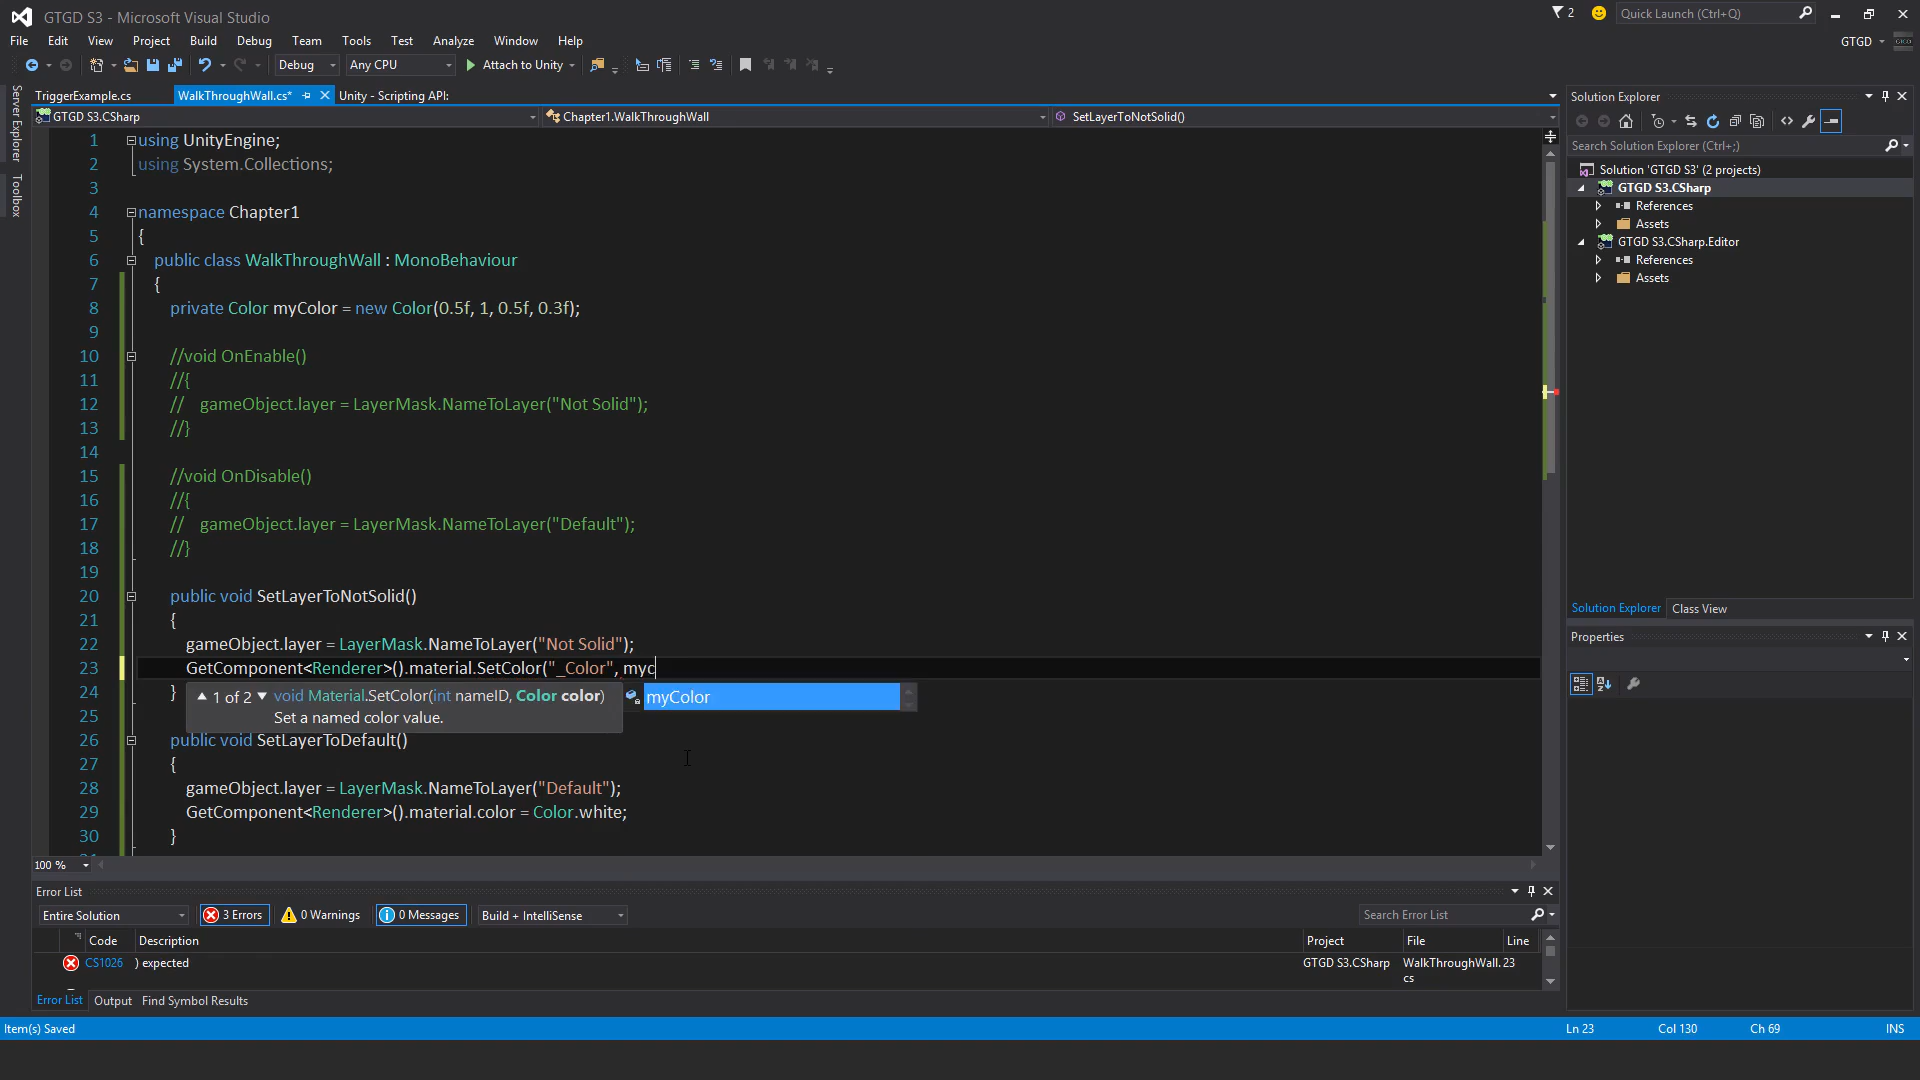 GTGD S3 - Microsoft Visual Studio
2
Quick Launch (Ctrl+Q)
File Edit View Project Build Debug Team Tools Test Analyze Window Help
GTGD
Debug Any CPU Attach to Unity
TriggerExample.cs WalkThroughWall.cs* Unity - Scripting API:
GTGD S3.CSharp Chapter1.WalkThroughWall SetLayerToNotSolid()
Server Explorer
Toolbox
1 using UnityEngine;
2 using System.Collections;
3
4 namespace Chapter1
5 {
6 public class WalkThroughWall : MonoBehaviour
7 {
8 private Color myColor = new Color(0.5f, 1, 0.5f, 0.3f);
9
10 //void OnEnable()
11 //{
12 // gameObject.layer = LayerMask.NameToLayer("Not Solid");
13 //}
14
15 //void OnDisable()
16 //{
17 // gameObject.layer = LayerMask.NameToLayer("Default");
18 //}
19
20 public void SetLayerToNotSolid()
21 {
22 gameObject.layer = LayerMask.NameToLayer("Not Solid");
23 GetComponent<Renderer>().material.SetColor("_Color", myc
24 }
1 of 2 void Material.SetColor(int nameID, Color color)
Set a named color value.
myColor
25
26 public void SetLayerToDefault()
27 {
28 gameObject.layer = LayerMask.NameToLayer("Default");
29 GetComponent<Renderer>().material.color = Color.white;
30 }
100 %
Solution Explorer
Search Solution Explorer (Ctrl+;)
Solution 'GTGD S3' (2 projects)
GTGD S3.CSharp
References
Assets
GTGD S3.CSharp.Editor
References
Assets
Solution Explorer Class View
Properties
Error List
Entire Solution 3 Errors 0 Warnings 0 Messages Build + IntelliSense Search Error List
Code Description Project File Line
CS1026 ) expected GTGD S3.CSharp WalkThroughWall.cs 23
Error List Output Find Symbol Results
Item(s) Saved Ln 23 Col 130 Ch 69 INS